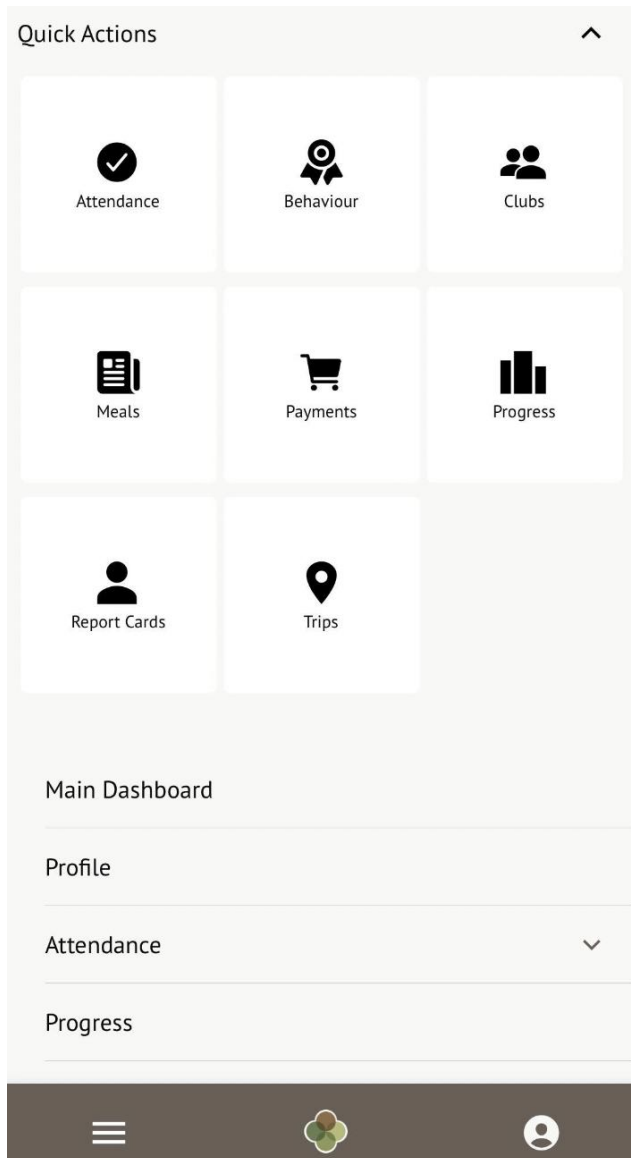 Quick Actions
Attendance
Behaviour
Clubs
Meals
Payments
Progress
Report Cards
Trips
Main Dashboard
Profile
Attendance
Progress